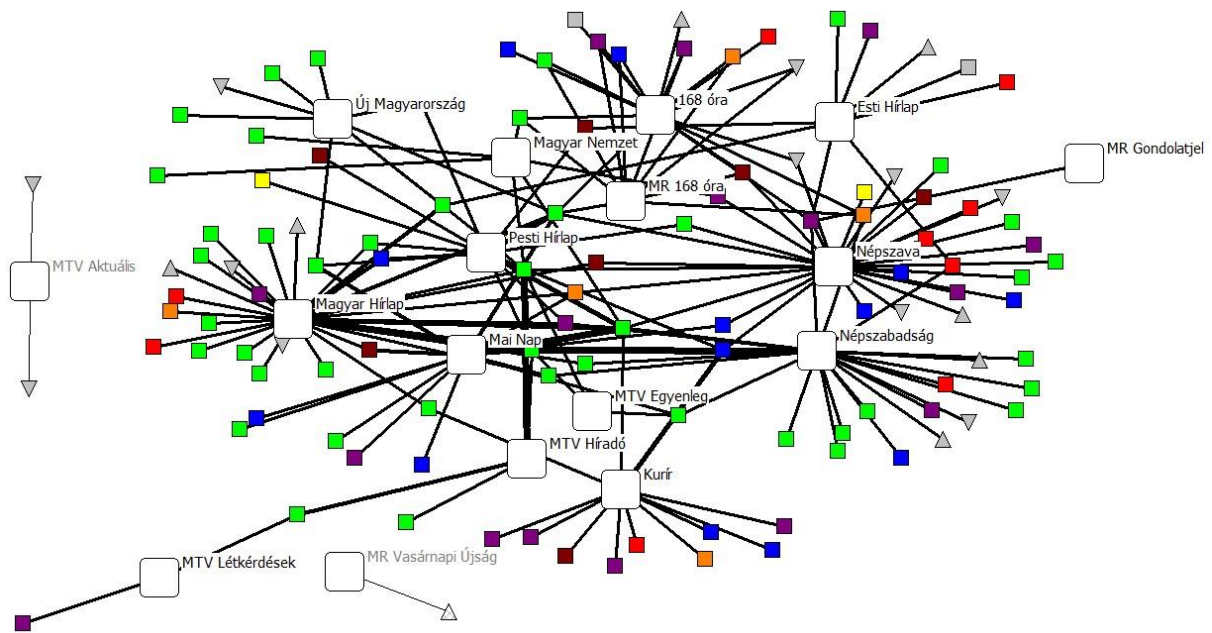 Új Magyarország
168 óra
Esti Hírlap
Magyar Nemzet
MR Gondolatjel
MR 168 óra
Pesti Hírlap
Népszava
MTV Aktuális
Magyar Hírlap
Mai Nap
Népszabadság
MTV Egyenleg
MTV Híradó
Kurír
MTV Létkérdések
MR Vasárnapi Újság